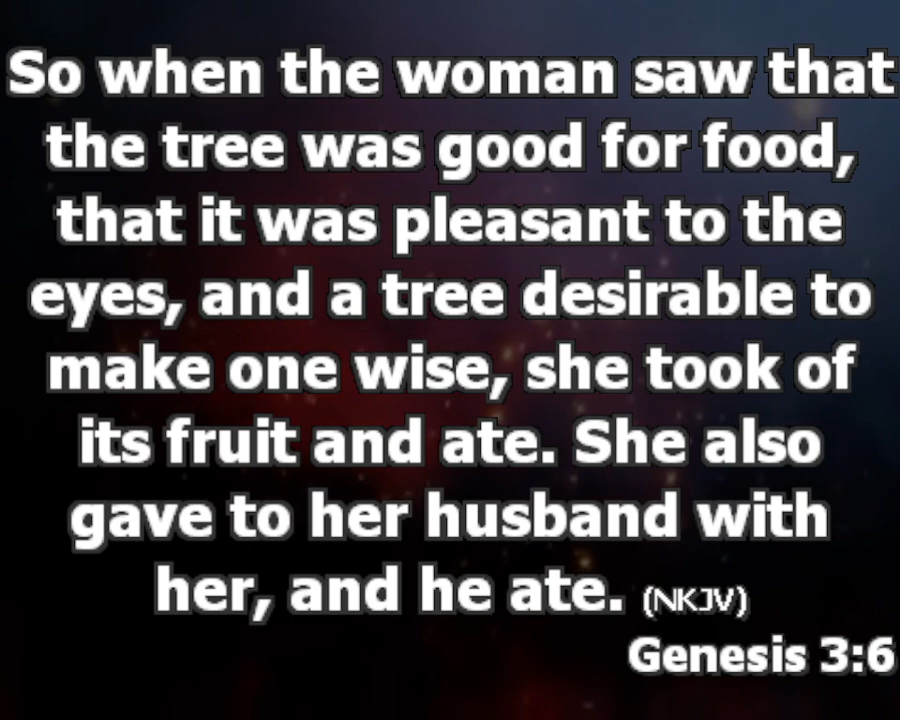 So when the woman saw that
the tree was good for food,
that it was pleasant to the
eyes, and a tree desirable to
make one wise, she took of
its fruit and ate. She also
gave to her husband with
her, and he ate. (NKJV)
Genesis 3:6